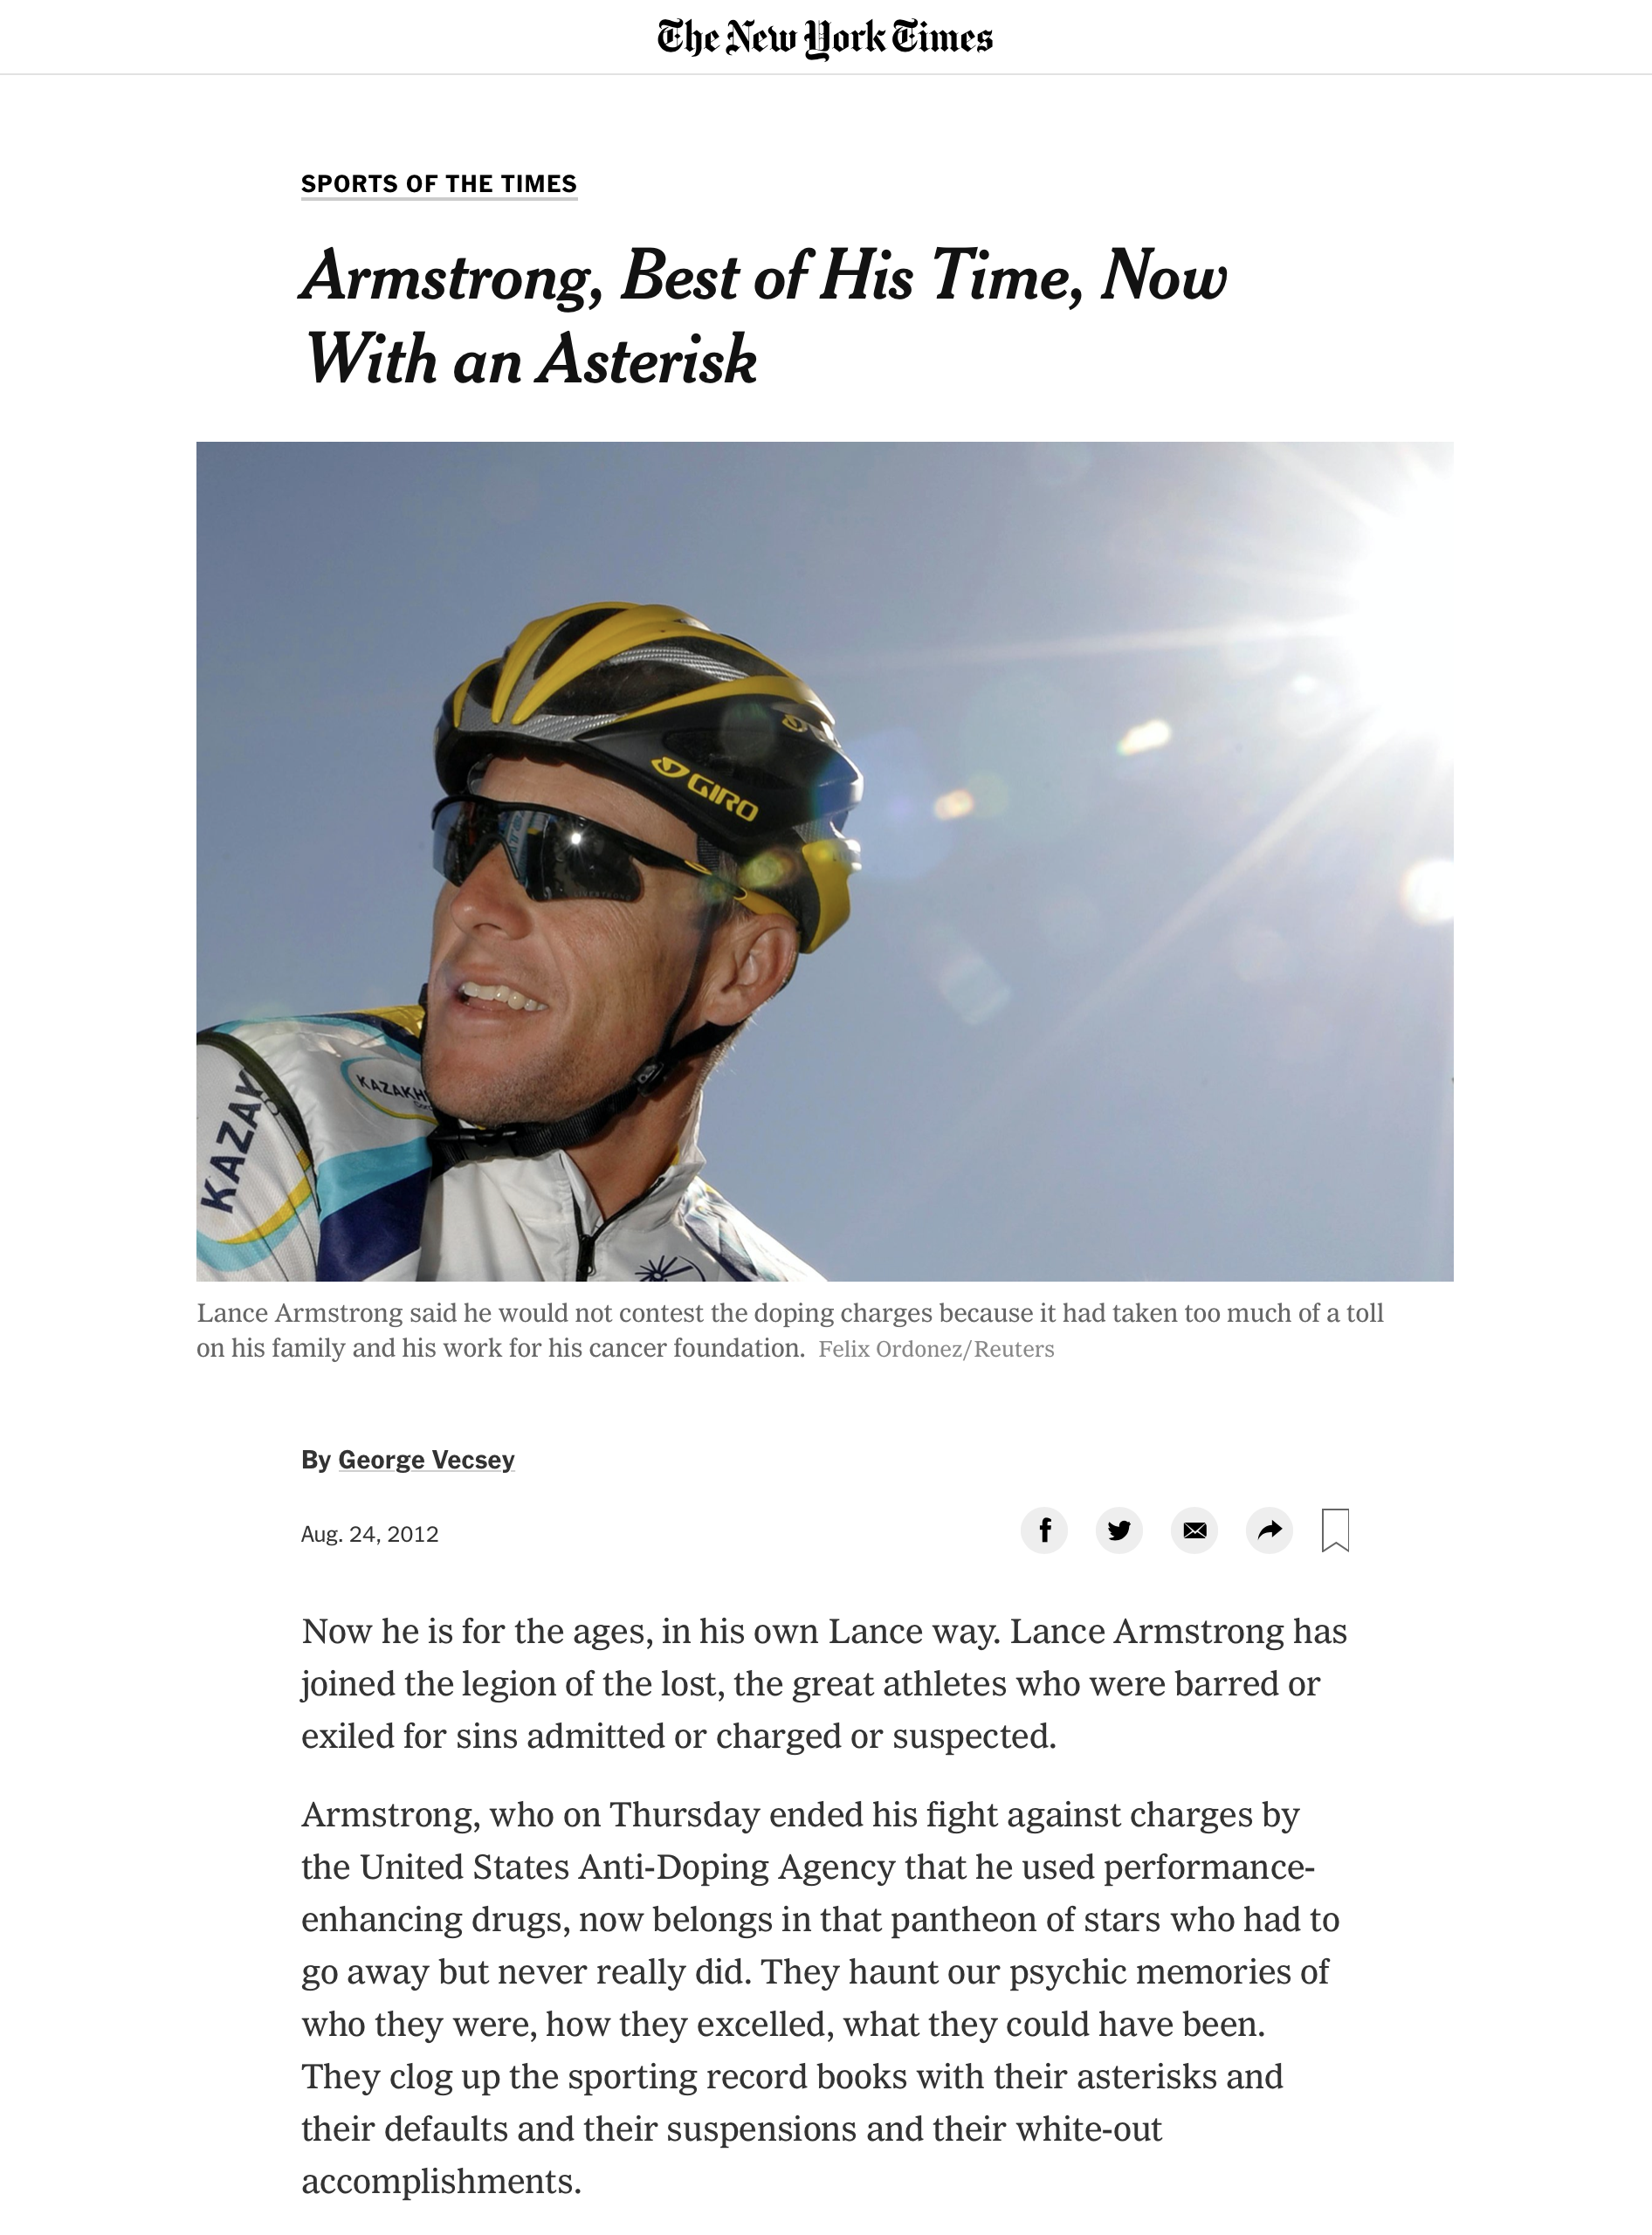 The New York Times
SPORTS OF THE TIMES
Armstrong, Best of His Time, Now
With an Asterisk
GIRO
KAZAKH
KAZAK
Lance Armstrong said he would not contest the doping charges because it had taken too much of a toll
on his family and his work for his cancer foundation. Felix Ordonez/Reuters
By George Vecsey
Aug. 24, 2012
Now he is for the ages, in his own Lance way. Lance Armstrong has
joined the legion of the lost, the great athletes who were barred or
exiled for sins admitted or charged or suspected.
Armstrong, who on Thursday ended his fight against charges by
the United States Anti-Doping Agency that he used performance-
enhancing drugs, now belongs in that pantheon of stars who had to
go away but never really did. They haunt our psychic memories of
who they were, how they excelled, what they could have been.
They clog up the sporting record books with their asterisks and
their defaults and their suspensions and their white-out
accomplishments.